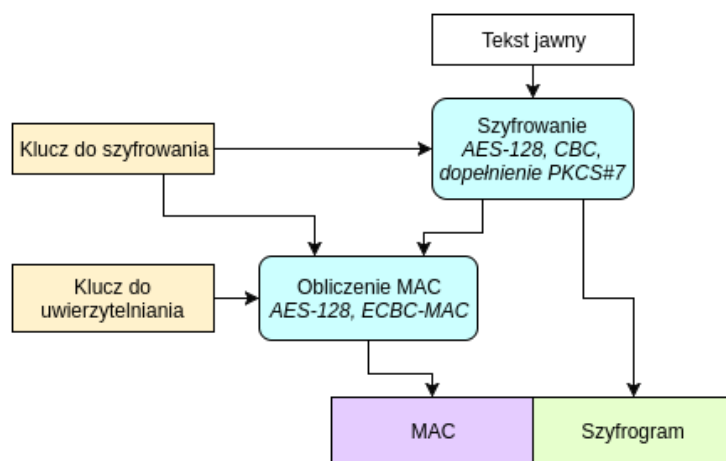 Tekst jawny
Szyfrowanie
AES-128, CBC,
dopełnienie PKCS#7
Klucz do szyfrowania
Klucz do
uwierzytelniania
Obliczenie MAC
AES-128, ECBC-MAC
MAC
Szyfrogram